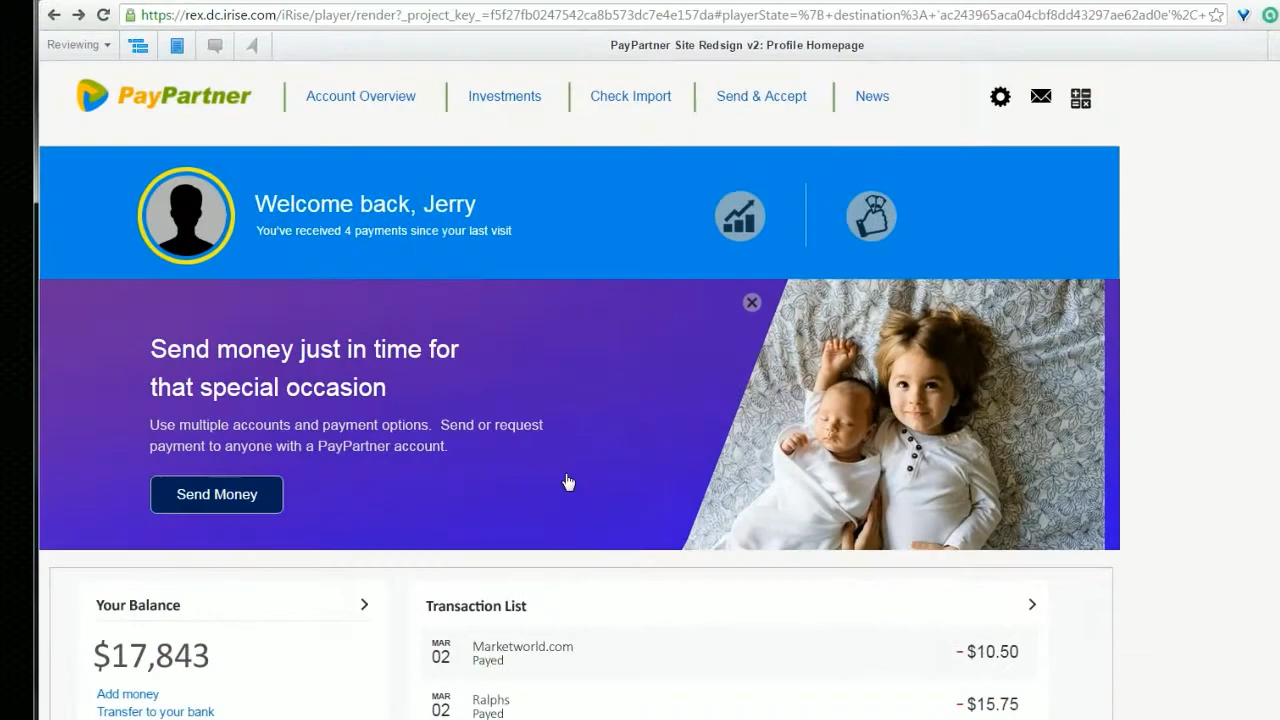 https://rex.dc.irise.com/iRise/player/render?_project_key_=f5f27fb0247542ca8b573dc7e4e157da#playerState=%7B+destination%3A+'ac243965aca04cbf8dd43297ae62ad0e'%2C+
Reviewing
PayPartner Site Redsign v2: Profile Homepage
PayPartner
Account Overview
Investments
Check Import
Send & Accept
News
Welcome back, Jerry
You've received 4 payments since your last visit
Send money just in time for
that special occasion
Use multiple accounts and payment options. Send or request
payment to anyone with a PayPartner account.
Send Money
Your Balance
$17,843
Add money
Transfer to your bank
Transaction List
MAR
02
Marketworld.com
Payed
- $10.50
MAR
02
Ralphs
Payed
- $15.75